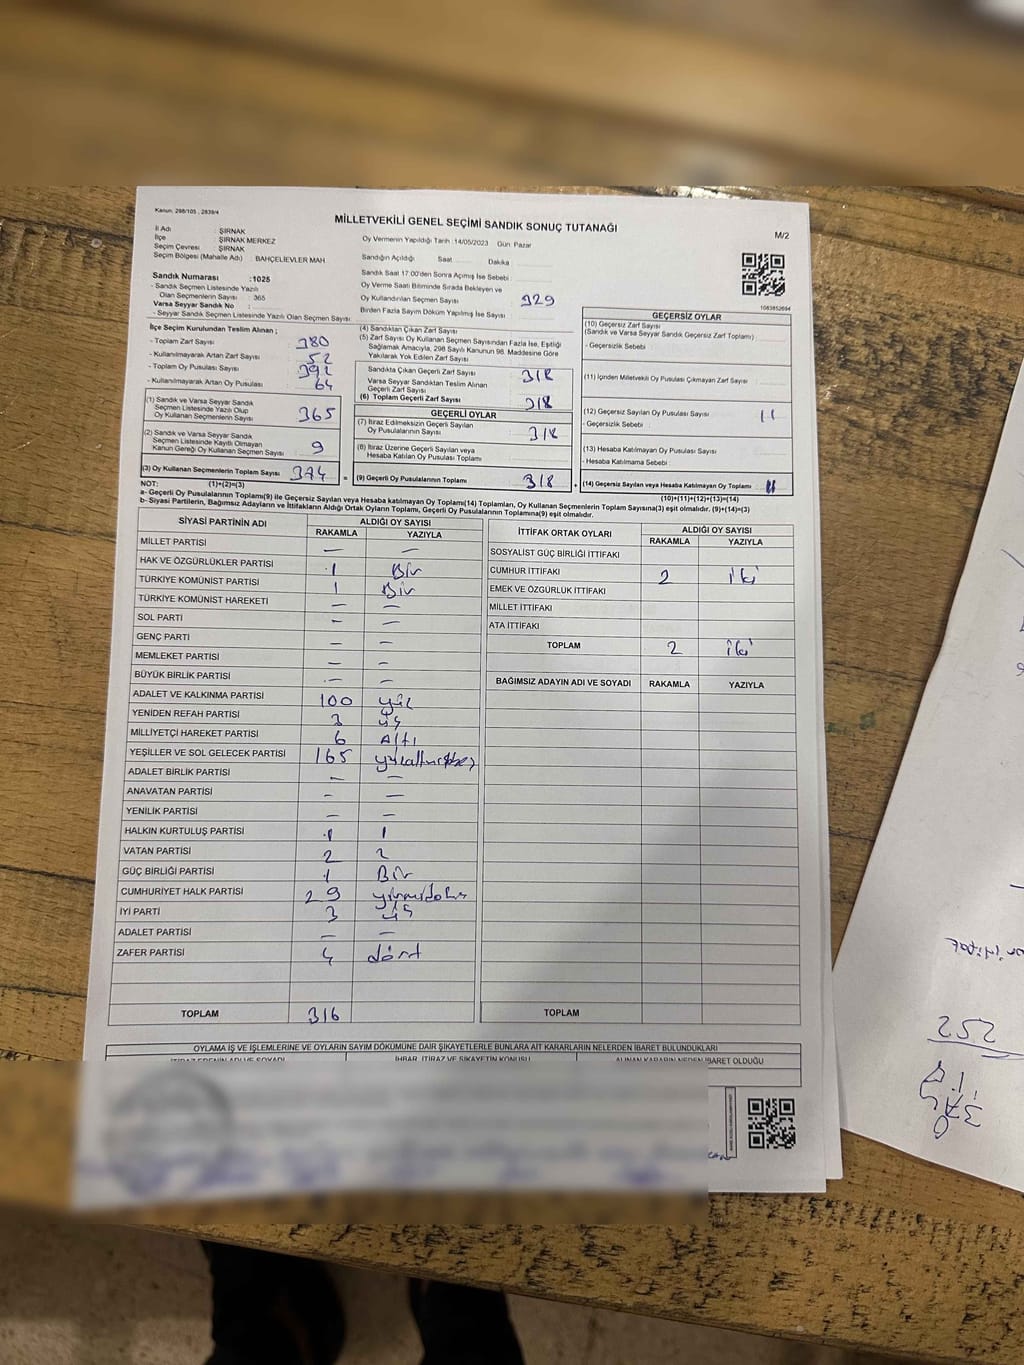 Kanun: 298/105 , 2839/4
MİLLETVEKİLİ GENEL SEÇİMİ SANDIK SONUÇ TUTANAĞI
M/2
İl Adı : ŞIRNAK
İlçe : ŞIRNAK MERKEZ
Seçim Çevresi : ŞIRNAK
Seçim Bölgesi (Mahalle Adı) BAHÇELİEVLER MAH
Oy Vermenin Yapıldığı Tarih :14/05/2023 Gün Pazar
Sandığın Açıldığı Saat Dakika
Sandık Saat 17:00'den Sonra Açılmış İse Sebebi
Oy Verme Saati Bitiminde Sırada Bekleyen ve
Oy Kullandırılan Seçmen Sayısı 329
Birden Fazla Sayım Döküm Yapılmış İse Sayısı
Sandık Numarası :1025
- Sandık Seçmen Listesinde Yazılı
Olan Seçmenlerin Sayısı : 365
Varsa Seyyar Sandık No :
- Seyyar Sandık Seçmen Listesinde Yazılı Olan Seçmen Sayısı
İlçe Seçim Kurulundan Teslim Alınan ;
- Toplam Zarf Sayısı 380
- Kullanılmayarak Artan Zarf Sayısı 52
- Toplam Oy Pusulası Sayısı 392
- Kullanılmayarak Artan Oy Pusulası 64
(1) Sandık ve Varsa Seyyar Sandık
Seçmen Listesinde Yazılı Olup
Oy Kullanan Seçmenlerin Sayısı 365
(2) Sandık ve Varsa Seyyar Sandık
Seçmen Listesinde Kayıtlı Olmayan
Kanun Gereği Oy Kullanan Seçmenlerin Sayısı 9
(3) Oy Kullanan Seçmenlerin Toplam Sayısı 374
(4) Sandıktan Çıkan Zarf Sayısı
(5) Zarf Sayısı Oy Kullanan Seçmen Sayısından Fazla İse, Eşitliği
Sağlamak Amacıyla, 298 Sayılı Kanunun 98. Maddesine Göre
Yakılarak Yok Edilen Zarf Sayısı
Sandıkta Çıkan Geçerli Zarf Sayısı 318
Varsa Seyyar Sandıktan Teslim Alınan
Geçerli Zarf Sayısı
(6) Toplam Geçerli Zarf Sayısı 318
GEÇERLİ OYLAR
(7) İtiraz Edilmeksizin Geçerli Sayılan
Oy Pusulalarının Sayısı 318
(8) İtiraz Üzerine Geçerli Sayılan veya
Hesaba Katılan Oy Pusulası Toplamı
= (9) Geçerli Oy Pusulalarının Toplamı 318 +
1083852694
GEÇERSİZ OYLAR
(10) Geçersiz Zarf Sayısı
(Sandık ve Varsa Seyyar Sandık Geçersiz Zarf Toplamı)
- Geçersizlik Sebebi
(11) İçinden Milletvekili Oy Pusulası Çıkmayan Zarf Sayısı
(12) Geçersiz Sayılan Oy Pusulası Sayısı 11
- Geçersizlik Sebebi
(13) Hesaba Katılmayan Oy Pusulası Sayısı
- Hesaba Katılmama Sebebi
(14) Geçersiz Sayılan veya Hesaba Katılmayan Oy Toplamı 11
NOT: (1)+(2)=(3) (10)+(11)+(12)+(13)=(14)
a- Geçerli Oy Pusulalarının Toplamı(9) ile Geçersiz Sayılan veya Hesaba katılmayan Oy Toplamı(14) Toplamları, Oy Kullanan Seçmenlerin Toplam Sayısına(3) eşit olmalıdır. (9)+(14)=(3)
b- Siyasi Partilerin, Bağımsız Adayların ve İttifakların Aldığı Ortak Oyların Toplamı, Geçerli Oy Pusulalarının Toplamına(9) eşit olmalıdır.
SİYASİ PARTİNİN ADI ALDIĞI OY SAYISI
RAKAMLA YAZIYLA
MİLLET PARTİSİ — —
HAK VE ÖZGÜRLÜKLER PARTİSİ 1 Bir
TÜRKİYE KOMÜNİST PARTİSİ 1 Bir
TÜRKİYE KOMÜNİST HAREKETİ — —
SOL PARTİ — —
GENÇ PARTİ — —
MEMLEKET PARTİSİ — —
BÜYÜK BİRLİK PARTİSİ — —
ADALET VE KALKINMA PARTİSİ 100 yüz
YENİDEN REFAH PARTİSİ 3 üç
MİLLİYETÇİ HAREKET PARTİSİ 6 Altı
YEŞİLLER VE SOL GELECEK PARTİSİ 165
ADALET BİRLİK PARTİSİ — —
ANAVATAN PARTİSİ — —
YENİLİK PARTİSİ — —
HALKIN KURTULUŞ PARTİSİ 1 1
VATAN PARTİSİ 2 2
GÜÇ BİRLİĞİ PARTİSİ 1 Bir
CUMHURİYET HALK PARTİSİ 29
İYİ PARTİ 3 üç
ADALET PARTİSİ — —
ZAFER PARTİSİ 4 dört
TOPLAM 316
İTTİFAK ORTAK OYLARI ALDIĞI OY SAYISI
RAKAMLA YAZIYLA
SOSYALİST GÜÇ BİRLİĞİ İTTİFAKI
CUMHUR İTTİFAKI 2 iki
EMEK VE ÖZGÜRLÜK İTTİFAKI
MİLLET İTTİFAKI
ATA İTTİFAKI
TOPLAM 2 iki
BAĞIMSIZ ADAYIN ADI VE SOYADI RAKAMLA YAZIYLA
TOPLAM
OYLAMA İŞ VE İŞLEMLERİNE VE OYLARIN SAYIM DÖKÜMÜNE DAİR ŞİKAYETLERLE BUNLARA AİT KARARLARIN NELERDEN İBARET BULUNDUKLARI
İTİRAZ EDENİN ADI VE SOYADI İHBAR, İTİRAZ VE ŞİKAYETİN KONUSU ALINAN KARARIN NEDEN İBARET OLDUĞU
252